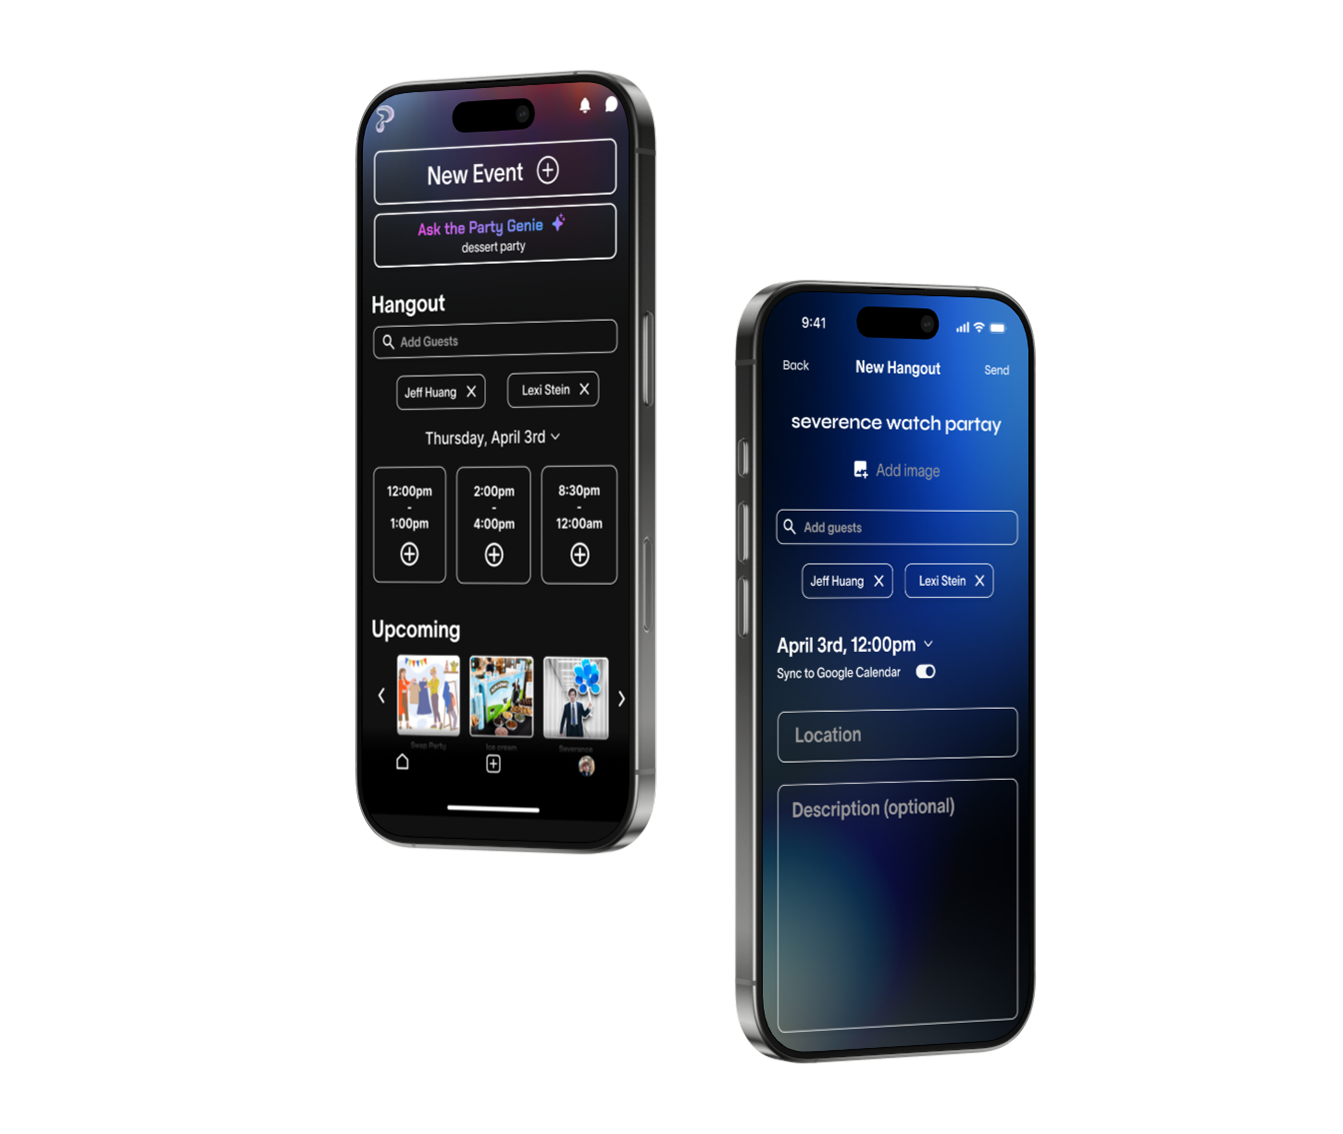 New Event
Ask the Party Genie
dessert party
Hangout
Add Guests
Jeff Huang X Lexi Stein X
Thursday, April 3rd
12:00pm
-
1:00pm
2:00pm
-
4:00pm
8:30pm
-
12:00am
Upcoming
Swap Party Ice cream Severance
9:41
Back New Hangout Send
severence watch partay
Add image
Add guests
Jeff Huang X Lexi Stein X
April 3rd, 12:00pm
Sync to Google Calendar
Location
Description (optional)